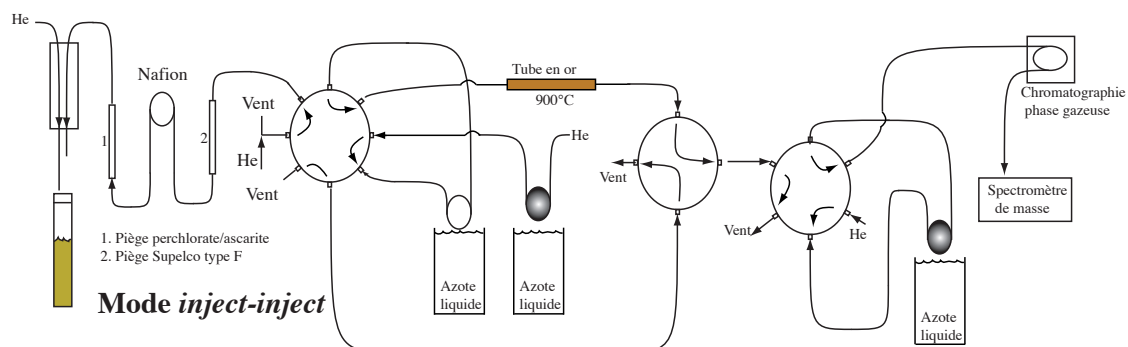 He
Nafion
1
2
1. Piège perchlorate/ascarite
2. Piège Supelco type F
Mode inject-inject
Vent
He
Vent
Azote
liquide
Azote
liquide
He
Tube en or
900°C
Vent
Vent
He
Azote
liquide
Chromatographie
phase gazeuse
Spectromètre
de masse